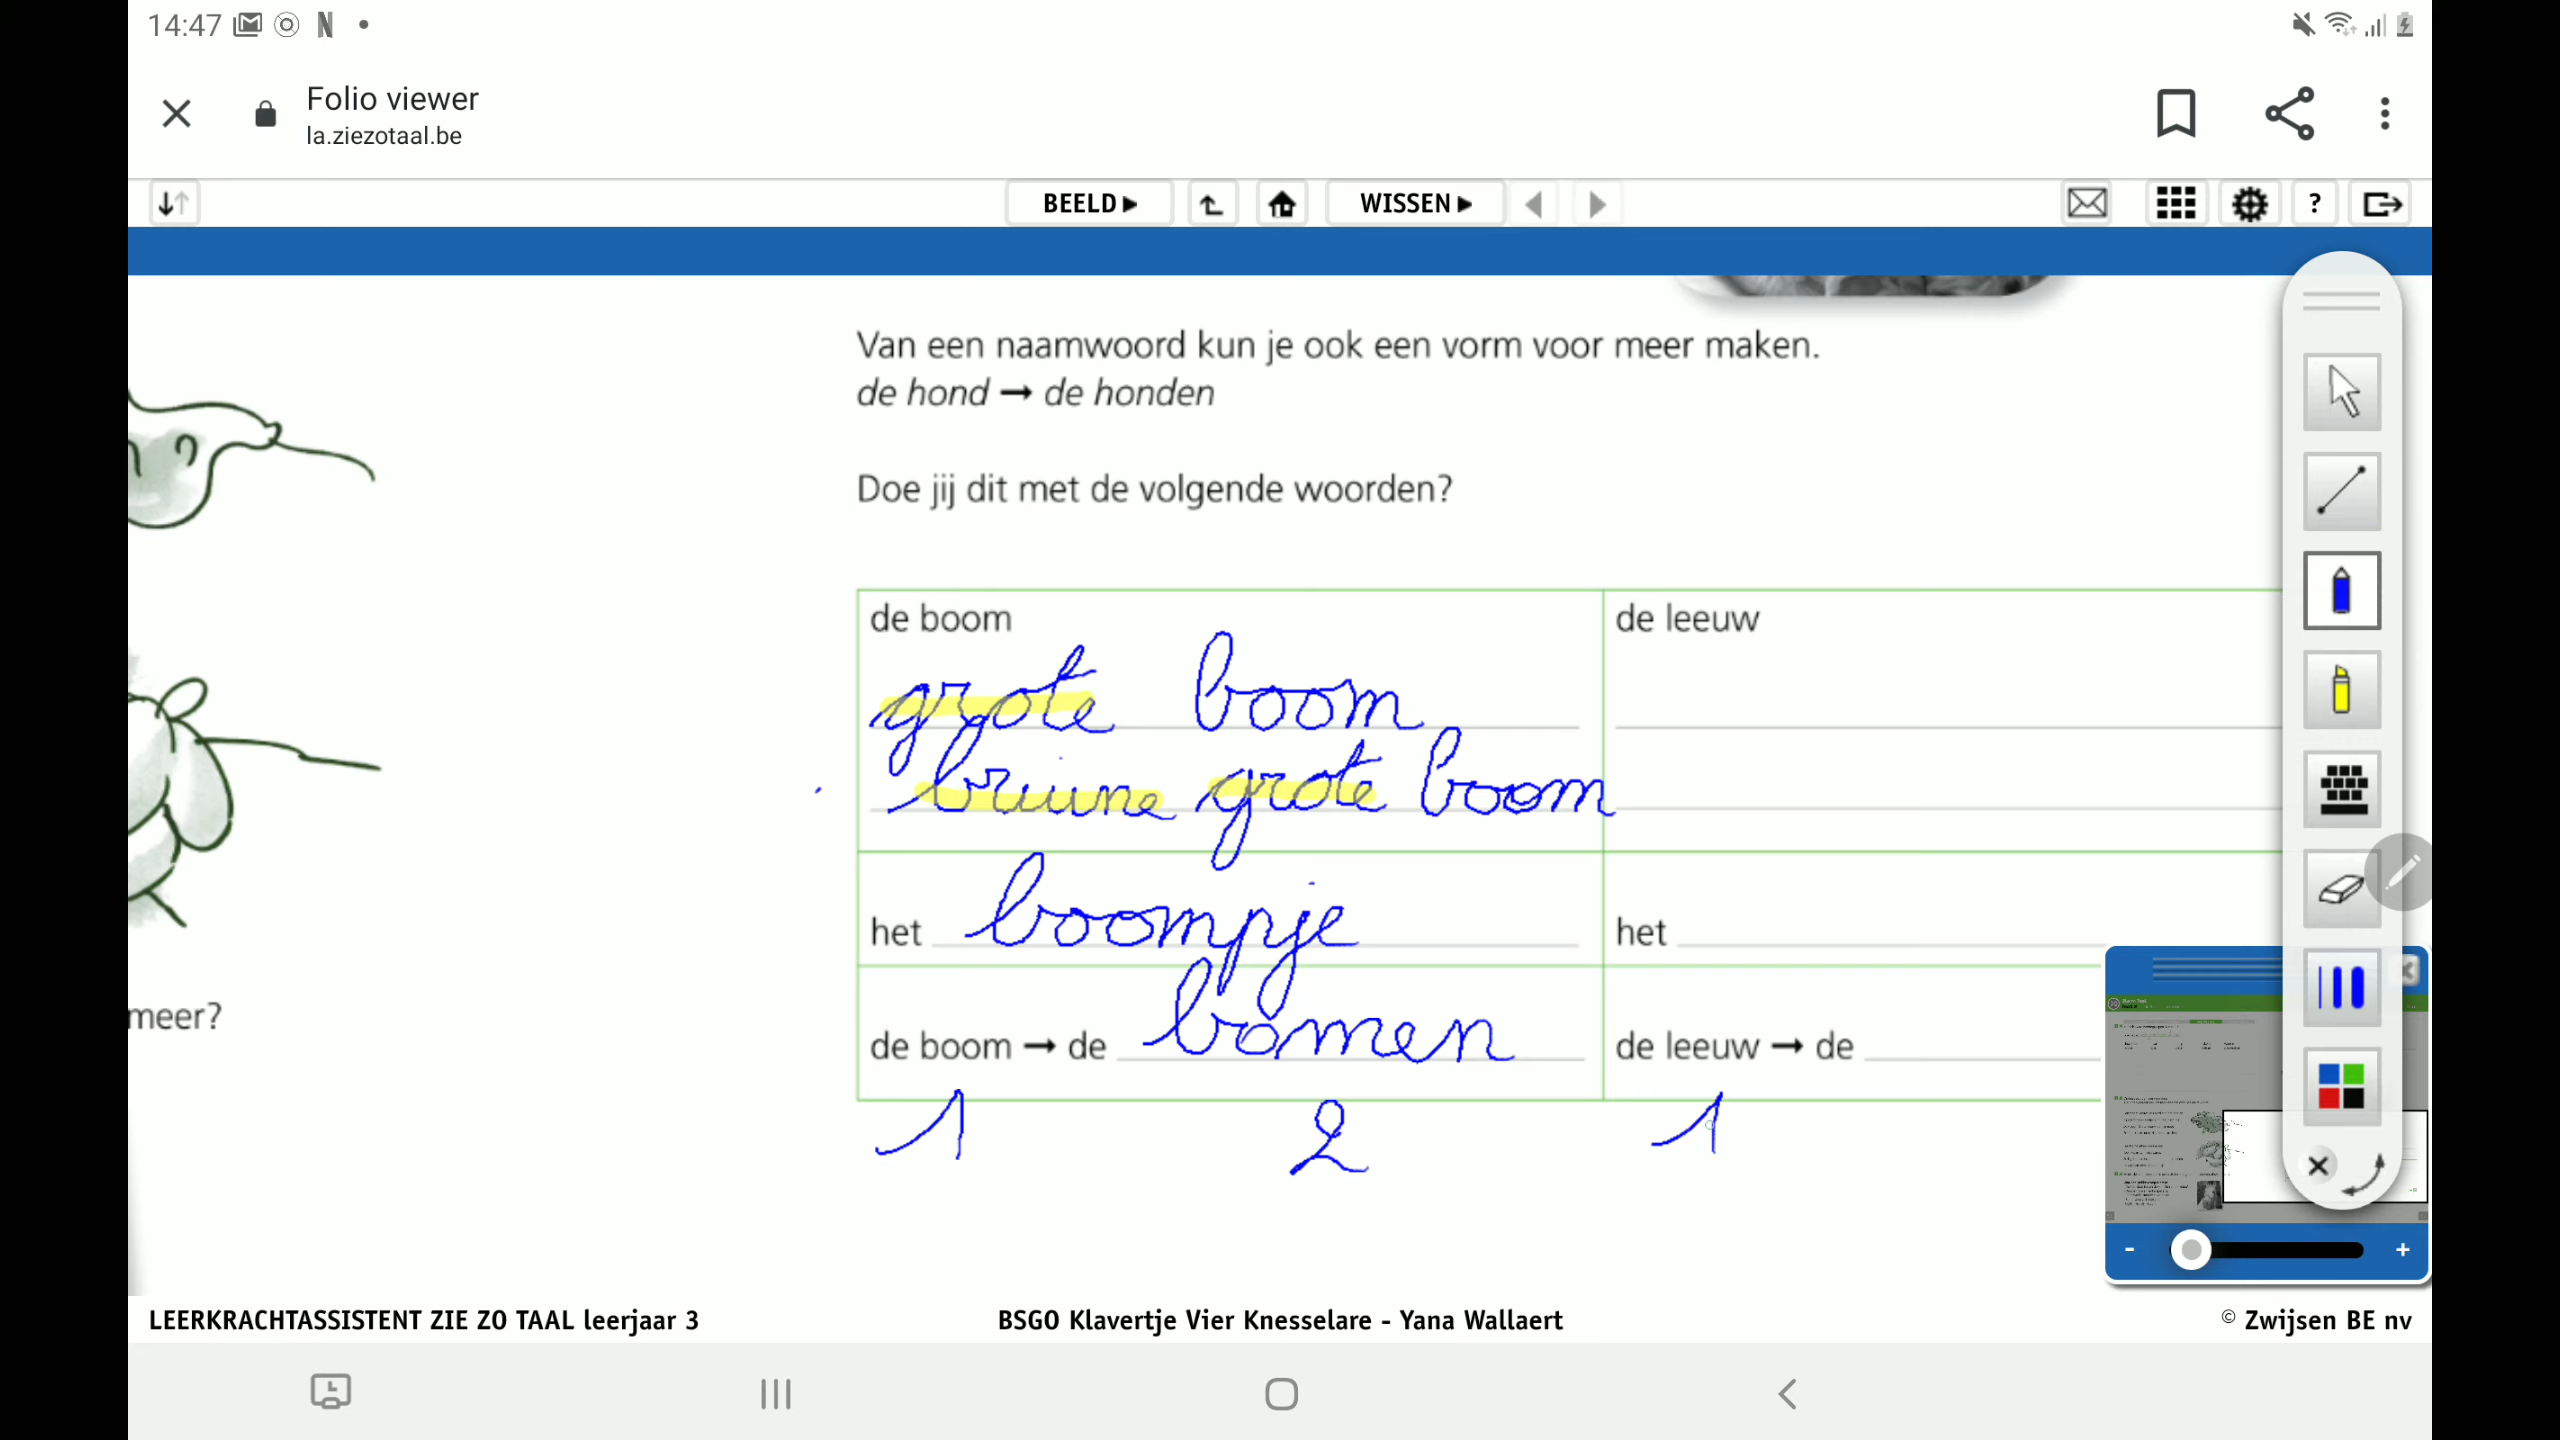 14:47
Folio viewer
la.ziezotaal.be
BEELD
WISSEN
?
Van een naamwoord kun je ook een vorm voor meer maken.
de hond → de honden
Doe jij dit met de volgende woorden?
de boom
grote boom
bruine grote boom
de leeuw
het boompje
het
de boom → de bomen
de leeuw → de
1 2 1
meer?
- +
LEERKRACHTASSISTENT ZIE ZO TAAL leerjaar 3
BSGO Klavertje Vier Knesselare - Yana Wallaert
© Zwijsen BE nv